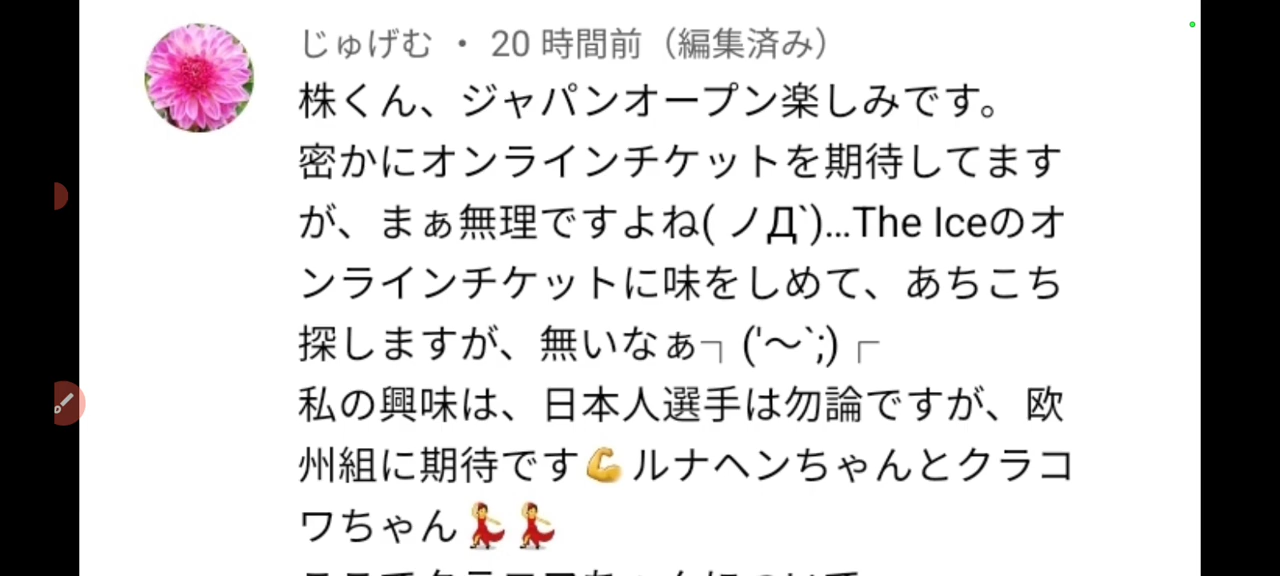 じゅげむ ・ 20 時間前（編集済み）
株くん、ジャパンオープン楽しみです。
密かにオンラインチケットを期待してます
が、まぁ無理ですよね( ノД`)…The Iceのオ
ンラインチケットに味をしめて、あちこち
探しますが、無いなぁ┐('～`;)┌
私の興味は、日本人選手は勿論ですが、欧
州組に期待です💪ルナヘンちゃんとクラコ
ワちゃん💃💃